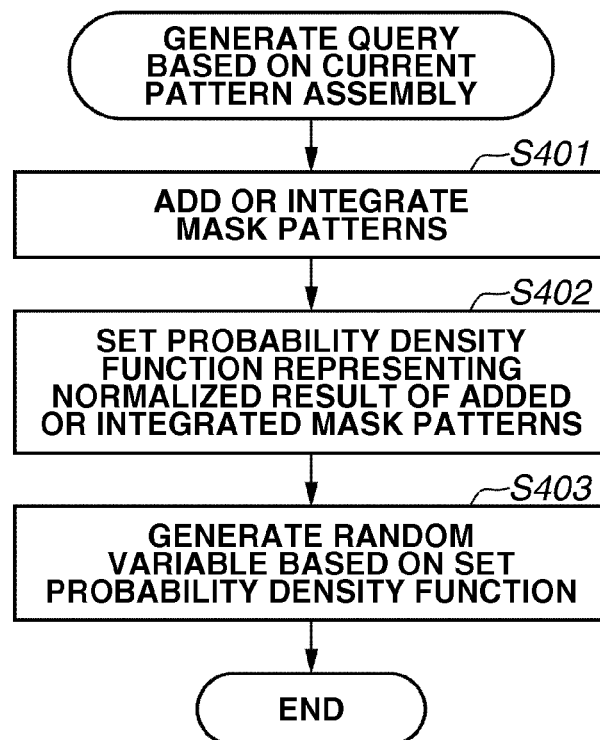 GENERATE QUERY
BASED ON CURRENT
PATTERN ASSEMBLY
S401
ADD OR INTEGRATE
MASK PATTERNS
S402
SET PROBABILITY DENSITY
FUNCTION REPRESENTING
NORMALIZED RESULT OF ADDED
OR INTEGRATED MASK PATTERNS
S403
GENERATE RANDOM
VARIABLE BASED ON SET
PROBABILITY DENSITY FUNCTION
END